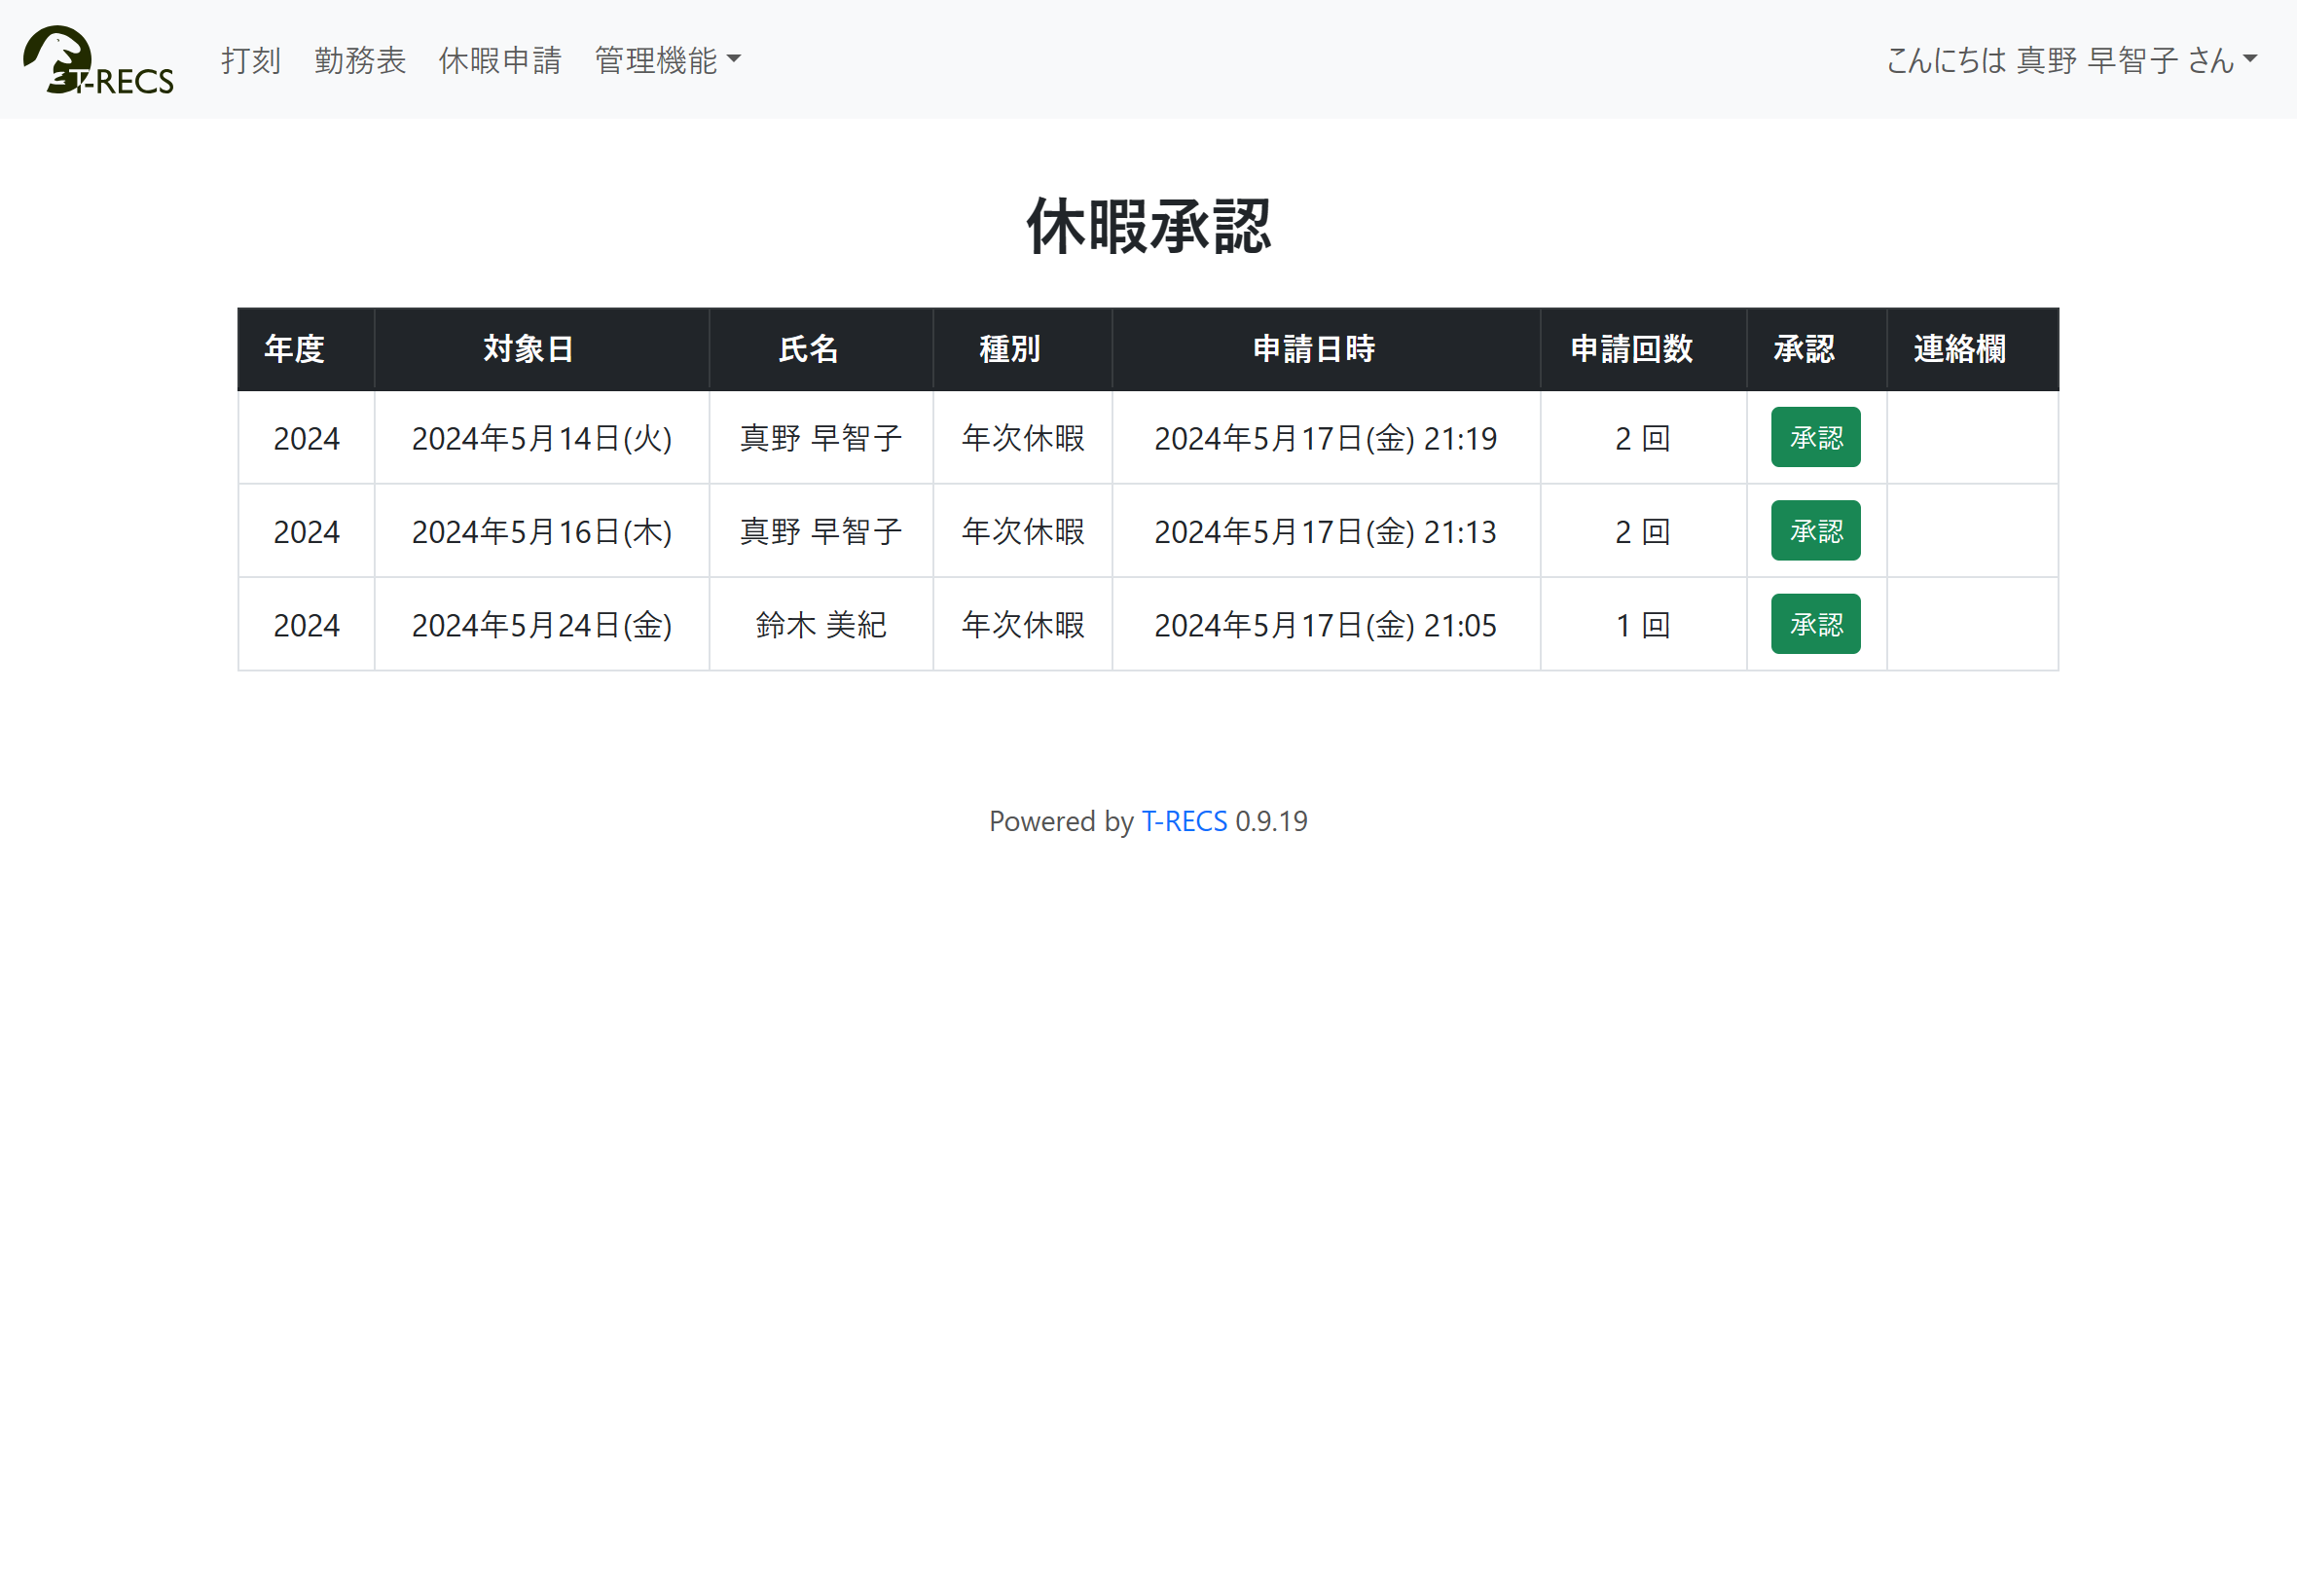 T-RECS 打刻 勤務表 休暇申請 管理機能 こんにちは 真野 早智子 さん
休暇承認
年度 対象日 氏名 種別 申請日時 申請回数 承認 連絡欄
2024 2024年5月14日(火) 真野 早智子 年次休暇 2024年5月17日(金) 21:19 2 回 承認
2024 2024年5月16日(木) 真野 早智子 年次休暇 2024年5月17日(金) 21:13 2 回 承認
2024 2024年5月24日(金) 鈴木 美紀 年次休暇 2024年5月17日(金) 21:05 1 回 承認
Powered by T-RECS 0.9.19